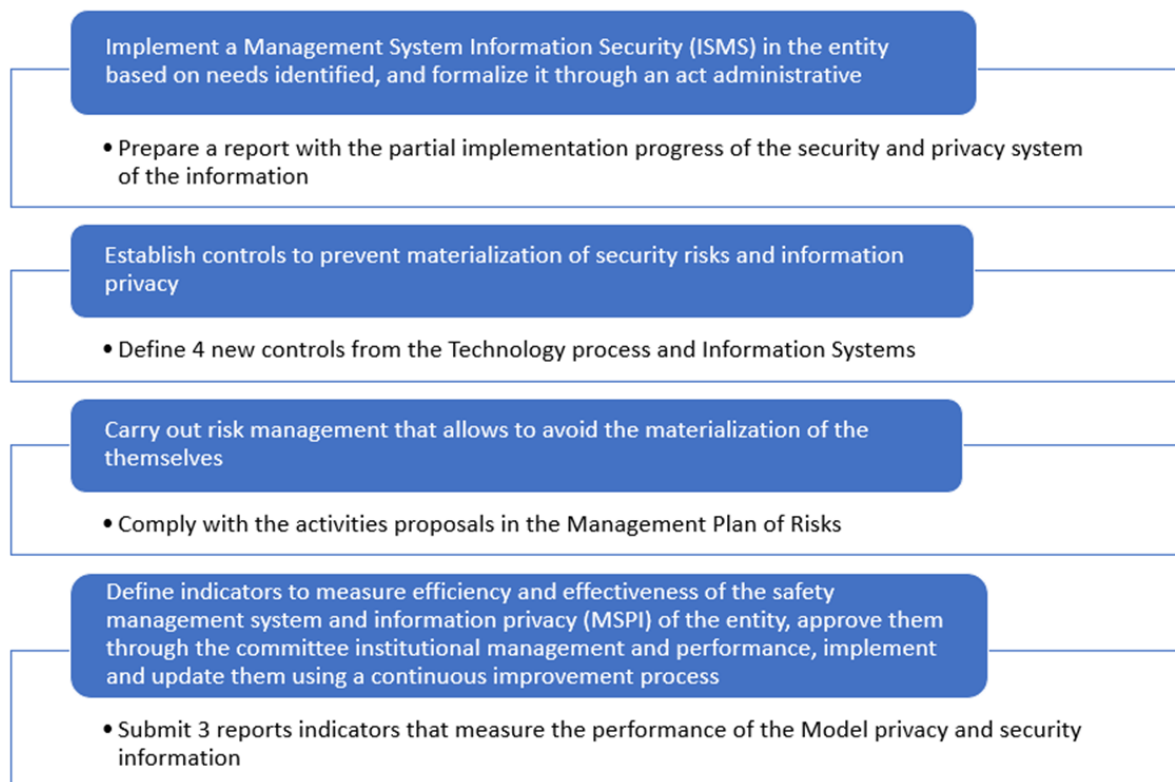 Implement a Management System Information Security (ISMS) in the entity
based on needs identified, and formalize it through an act administrative
• Prepare a report with the partial implementation progress of the security and privacy system
of the information
Establish controls to prevent materialization of security risks and information
privacy
• Define 4 new controls from the Technology process and Information Systems
Carry out risk management that allows to avoid the materialization of the
themselves
• Comply with the activities proposals in the Management Plan of Risks
Define indicators to measure efficiency and effectiveness of the safety
management system and information privacy (MSPI) of the entity, approve them
through the committee institutional management and performance, implement
and update them using a continuous improvement process
• Submit 3 reports indicators that measure the performance of the Model privacy and security
information